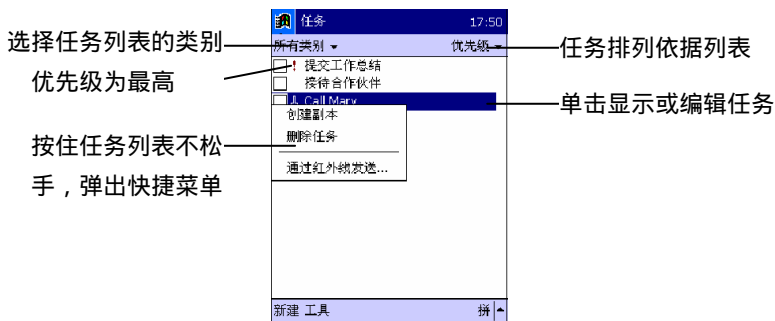 任务 17:50
选择任务列表的类别
所有类别 优先级
任务排列依据列表
优先级为最高
! 提交工作总结
接待合作伙伴
↓ Call Mary
单击显示或编辑任务
创建副本
删除任务
通过红外线发送...
按住任务列表不松
手，弹出快捷菜单
新建 工具 拼